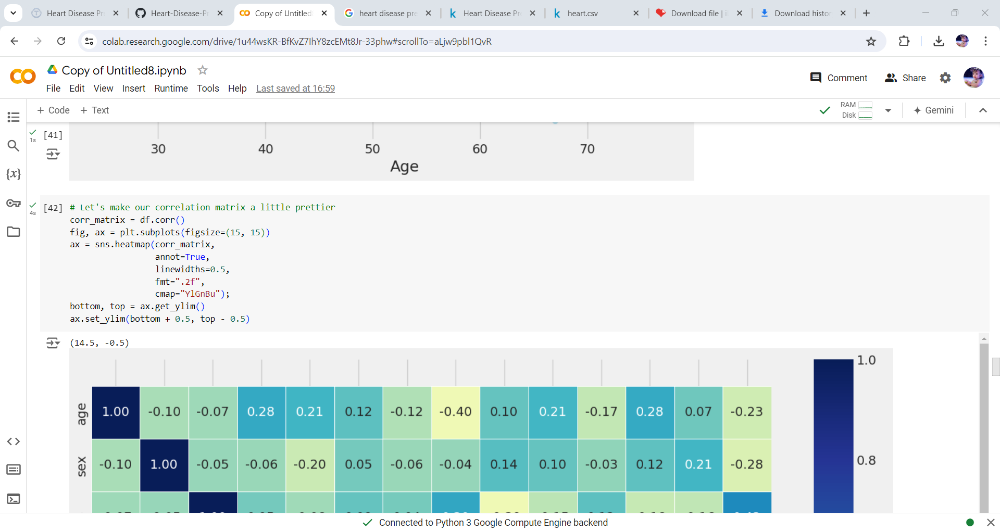 Heart Disease Pr
Heart-Disease-Pr
Copy of Untitled
heart disease pre
Heart Disease Pr
heart.csv
Download file | i
Download histor
colab.research.google.com/drive/1u44wsKR-BfKvZ7IhY8zcEMt8Jr-33phw#scrollTo=aLjw9pbl1QvR
Copy of Untitled8.ipynb
Comment
Share
File Edit View Insert Runtime Tools Help Last saved at 16:59
+ Code + Text
RAM
Disk
Gemini
[41]
1s
30 40 50 60 70
Age
[42]
4s
# Let's make our correlation matrix a little prettier
corr_matrix = df.corr()
fig, ax = plt.subplots(figsize=(15, 15))
ax = sns.heatmap(corr_matrix,
annot=True,
linewidths=0.5,
fmt=".2f",
cmap="YlGnBu");
bottom, top = ax.get_ylim()
ax.set_ylim(bottom + 0.5, top - 0.5)
(14.5, -0.5)
1.0
age 1.00 -0.10 -0.07 0.28 0.21 0.12 -0.12 -0.40 0.10 0.21 -0.17 0.28 0.07 -0.23
sex -0.10 1.00 -0.05 -0.06 -0.20 0.05 -0.06 -0.04 0.14 0.10 -0.03 0.12 0.21 -0.28
0.8
Connected to Python 3 Google Compute Engine backend